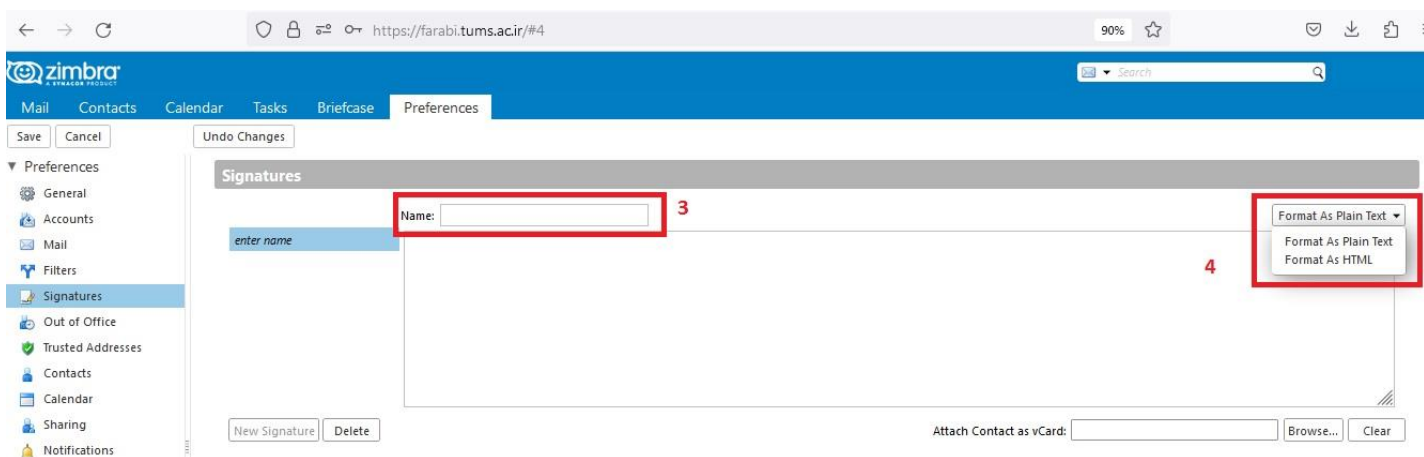 https://farabi.tums.ac.ir/#4 90%
zimbra
A SYNACOR PRODUCT
Search
Mail Contacts Calendar Tasks Briefcase Preferences
Save Cancel Undo Changes
Preferences
Signatures
General
Name: 3 Format As Plain Text
Accounts
enter name Format As Plain Text
Mail
Format As HTML
4
Filters
Signatures
Out of Office
Trusted Addresses
Contacts
Calendar
Sharing
New Signature Delete Attach Contact as vCard: Browse... Clear
Notifications